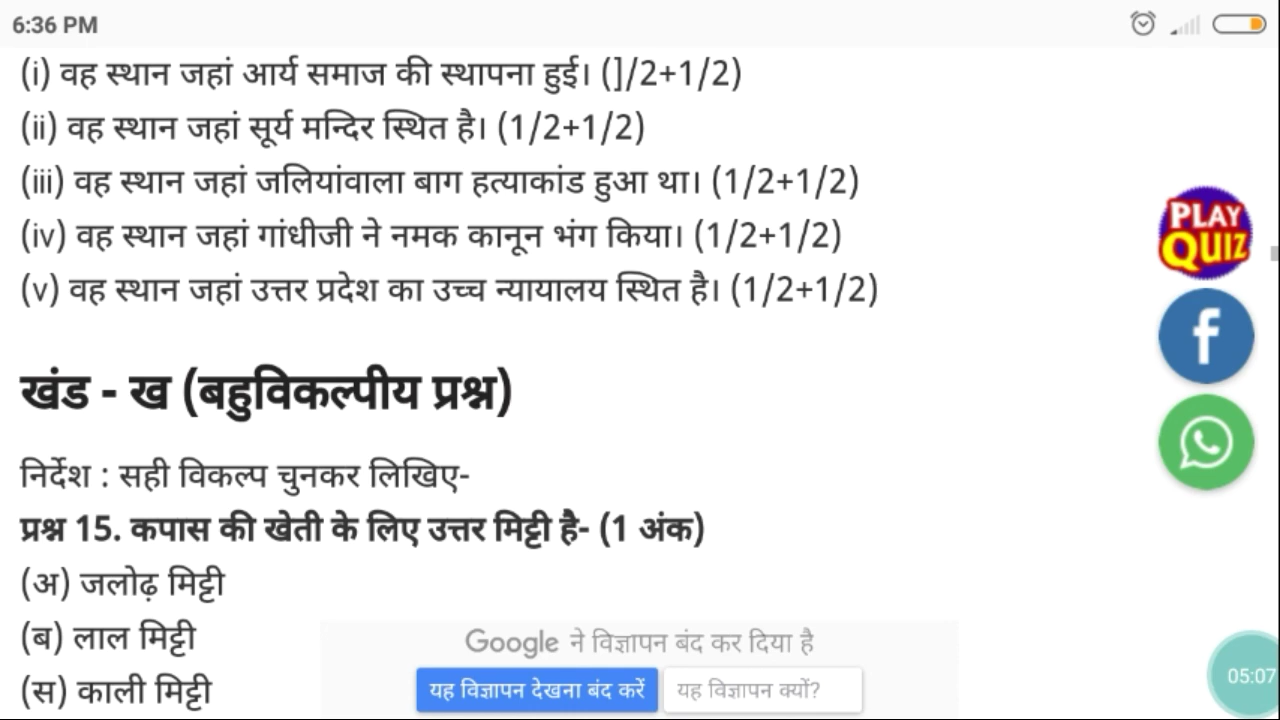 6:36 PM
(i) वह स्थान जहां आर्य समाज की स्थापना हुई। (]/2+1/2)
(ii) वह स्थान जहां सूर्य मन्दिर स्थित है। (1/2+1/2)
(iii) वह स्थान जहां जलियांवाला बाग हत्याकांड हुआ था। (1/2+1/2)
(iv) वह स्थान जहां गांधीजी ने नमक कानून भंग किया। (1/2+1/2)
(v) वह स्थान जहां उत्तर प्रदेश का उच्च न्यायालय स्थित है। (1/2+1/2)
PLAY
QUIZ
खंड - ख (बहुविकल्पीय प्रश्न)
निर्देश : सही विकल्प चुनकर लिखिए-
प्रश्न 15. कपास की खेती के लिए उत्तर मिट्टी है- (1 अंक)
(अ) जलोढ़ मिट्टी
(ब) लाल मिट्टी
(स) काली मिट्टी
Google ने विज्ञापन बंद कर दिया है
यह विज्ञापन देखना बंद करें यह विज्ञापन क्यों?
05:07